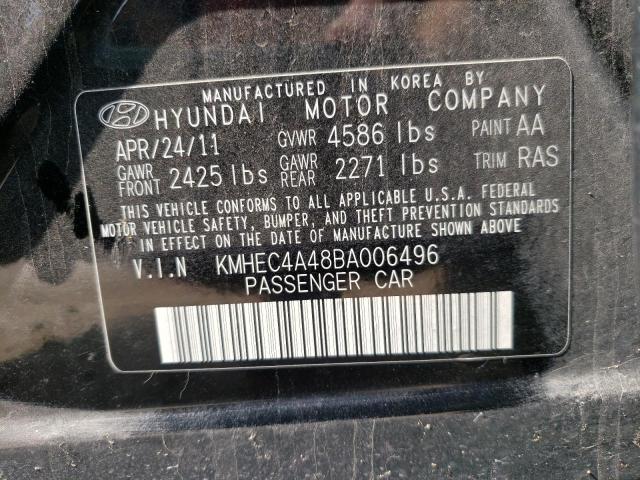 MANUFACTURED IN KOREA BY
HYUNDAI MOTOR COMPANY
APR/24/11 GVWR 4586 lbs PAINT AA
GAWR FRONT 2425 lbs GAWR REAR 2271 lbs TRIM RAS
THIS VEHICLE CONFORMS TO ALL APPLICABLE U.S.A. FEDERAL
MOTOR VEHICLE SAFETY, BUMPER, AND THEFT PREVENTION STANDARDS
IN EFFECT ON THE DATE OF MANUFACTURE SHOWN ABOVE
V.I.N KMHEC4A48BA006496
PASSENGER CAR